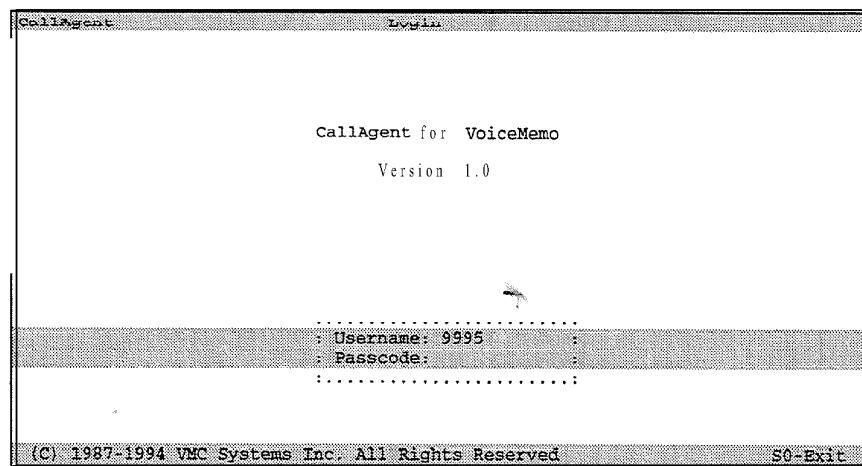 CallAgent Login
CallAgent for VoiceMemo
Version 1.0
: Username: 9995 :
: Passcode: :
(C) 1987-1994 VMC Systems Inc. All Rights Reserved S0-Exit